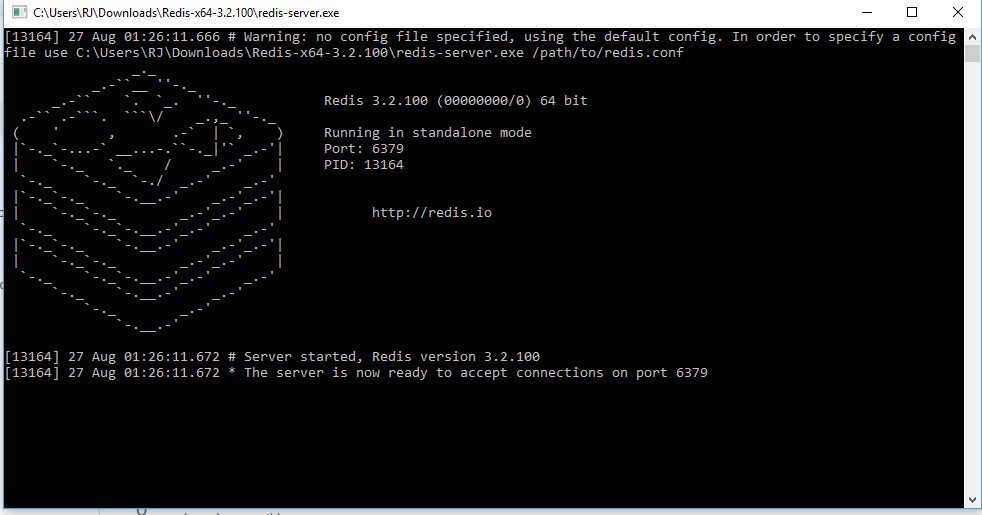 C:\Users\RJ\Downloads\Redis-x64-3.2.100\redis-server.exe
[13164] 27 Aug 01:26:11.666 # Warning: no config file specified, using the default config. In order to specify a config
file use C:\Users\RJ\Downloads\Redis-x64-3.2.100\redis-server.exe /path/to/redis.conf
Redis 3.2.100 (00000000/0) 64 bit
Running in standalone mode
Port: 6379
PID: 13164
http://redis.io
[13164] 27 Aug 01:26:11.672 # Server started, Redis version 3.2.100
[13164] 27 Aug 01:26:11.672 * The server is now ready to accept connections on port 6379